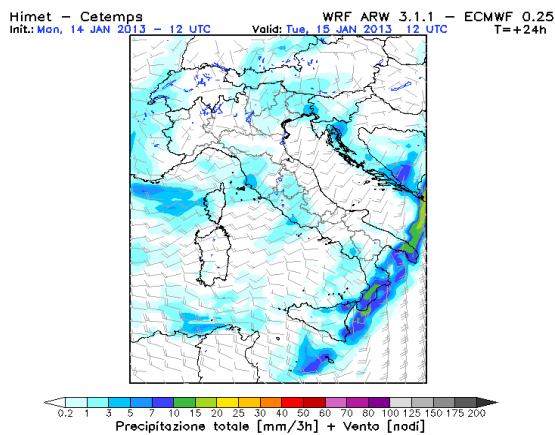 Himet – Cetemps WRF ARW 3.1.1 – ECMWF 0.25
Init.: Mon, 14 JAN 2013 – 12 UTC Valid: Tue, 15 JAN 2013 12 UTC T=+24h
0.2 1 3 5 7 10 15 20 25 30 40 50 60 70 80 90 100 125 150 175 200
Precipitazione totale [mm/3h] + Vento [nodi]